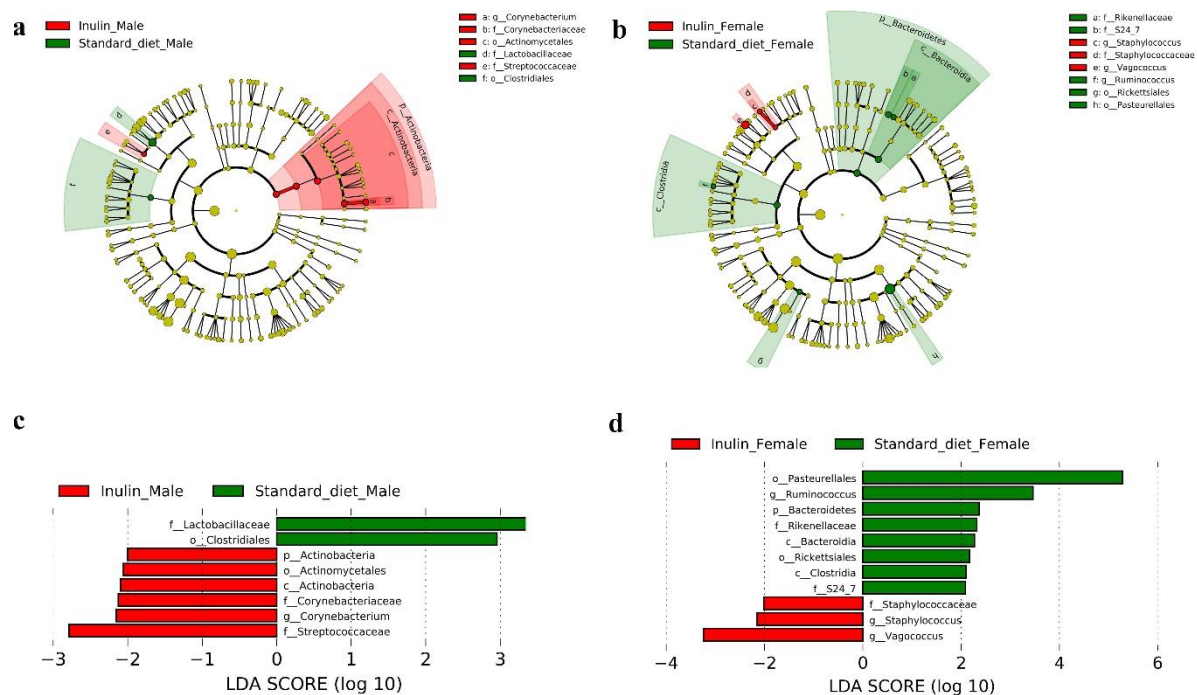 a
Inulin_Male
Standard_diet_Male
a: g__Corynebacterium
b: f__Corynebacteriaceae
c: o__Actinomycetales
d: f__Lactobacillaceae
e: f__Streptococcaceae
f: o__Clostridiales
p__Actinobacteria
c__Actinobacteria
c
b
a
d
e
f
b
Inulin_Female
Standard_diet_Female
a: f__Rikenellaceae
b: f__S24_7
c: g__Staphylococcus
d: f__Staphylococcaceae
e: g__Vagococcus
f: g__Ruminococcus
g: o__Rickettsiales
h: o__Pasteurellales
p__Bacteroidetes
c__Bacteroidia
b a
d
c
e
c__Clostridia
f
g
h
c
Inulin_Male
Standard_diet_Male
f__Lactobacillaceae
o__Clostridiales
p__Actinobacteria
o__Actinomycetales
c__Actinobacteria
f__Corynebacteriaceae
g__Corynebacterium
f__Streptococcaceae
−3 −2 −1 0 1 2 3
LDA SCORE (log 10)
d
Inulin_Female
Standard_diet_Female
o__Pasteurellales
g__Ruminococcus
p__Bacteroidetes
f__Rikenellaceae
c__Bacteroidia
o__Rickettsiales
c__Clostridia
f__S24_7
f__Staphylococcaceae
g__Staphylococcus
g__Vagococcus
−4 −2 0 2 4 6
LDA SCORE (log 10)